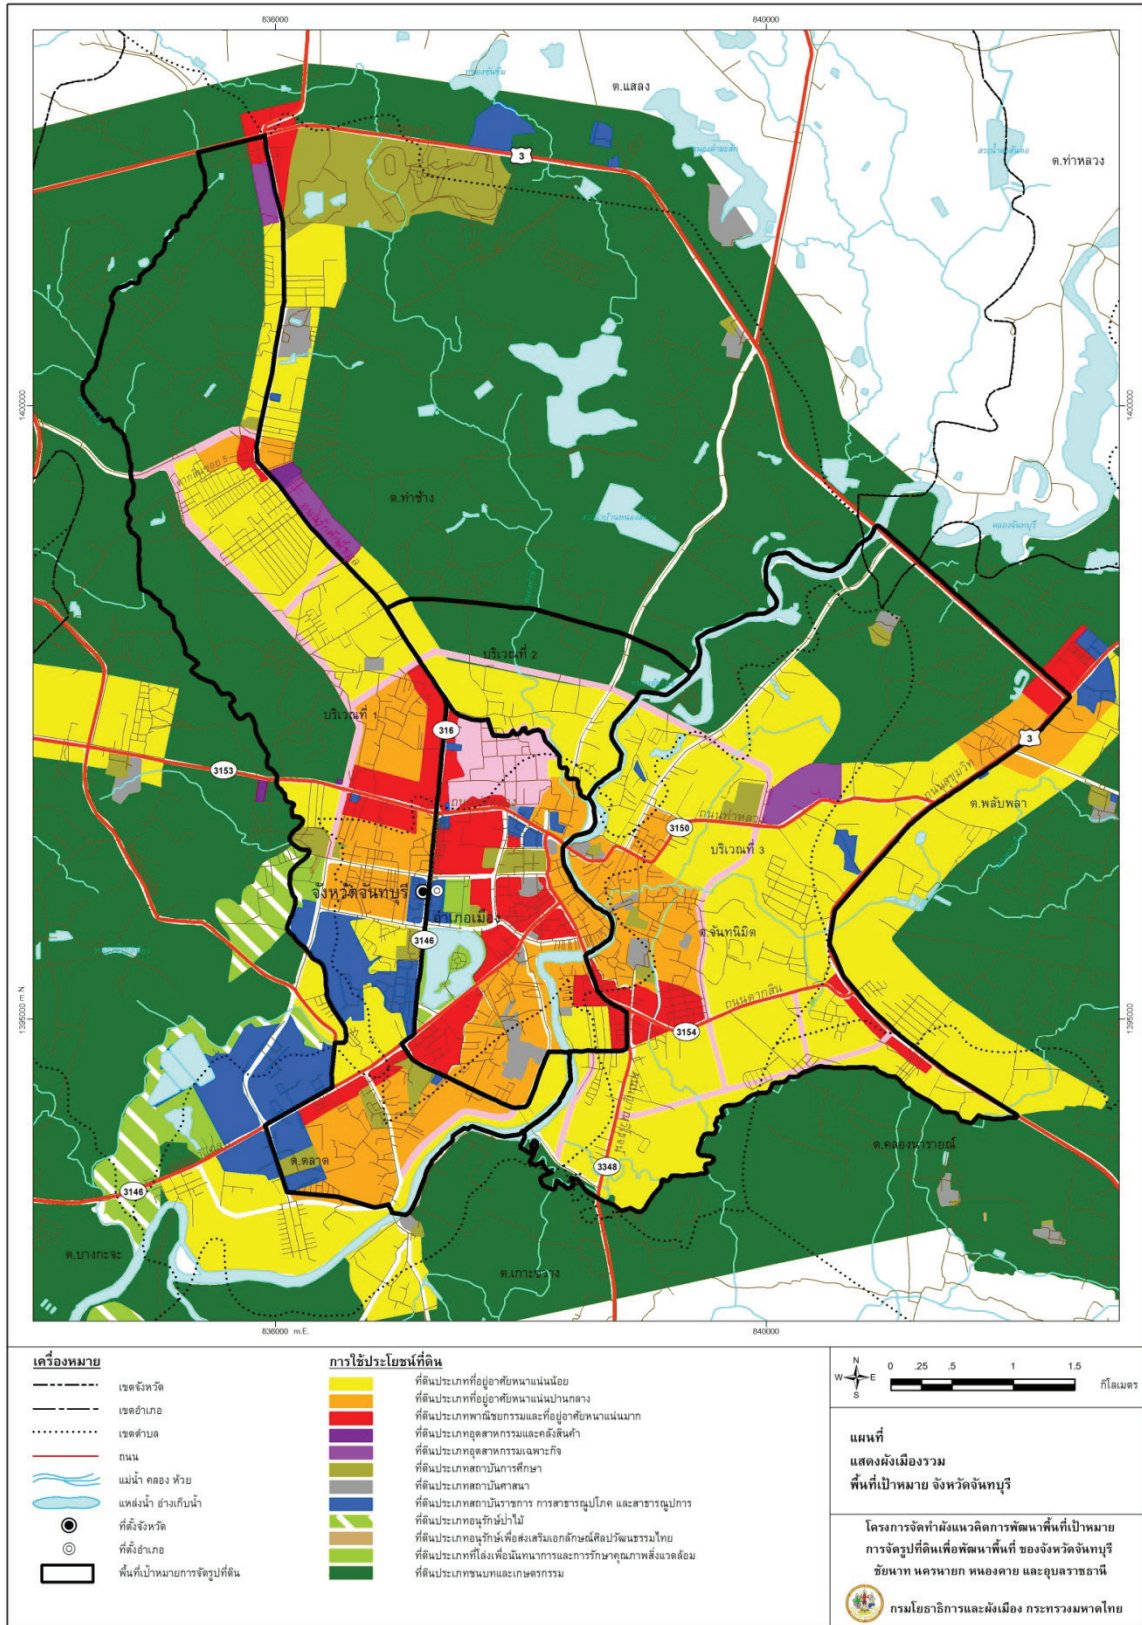 836000
840000
ต.แสลง
ต.ท่าหลวง
3
1400000
1400000
ต.ท่าช้าง
บริเวณที่ 2
บริเวณที่ 1
316
3
3153
ถนนสุขุมวิท
ต.พลับพลา
ถนนท่าหลวง
3150
บริเวณที่ 3
จังหวัดจันทบุรี
อำเภอเมือง
3146
ต.จันทนิมิต
1395000 m N
1395000
ถนนตากสิน
3154
ต.คลองนารายณ์
ต.ตลาด
3348
3146
ต.บางกะจะ
ต.เกาะขวาง
836000 m.E.
840000
เครื่องหมาย
เขตจังหวัด
เขตอำเภอ
เขตตำบล
ถนน
แม่น้ำ คลอง ห้วย
แหล่งน้ำ อ่างเก็บน้ำ
ที่ตั้งจังหวัด
ที่ตั้งอำเภอ
พื้นที่เป้าหมายการจัดรูปที่ดิน
การใช้ประโยชน์ที่ดิน
ที่ดินประเภทที่อยู่อาศัยหนาแน่นน้อย
ที่ดินประเภทที่อยู่อาศัยหนาแน่นปานกลาง
ที่ดินประเภทพาณิชยกรรมและที่อยู่อาศัยหนาแน่นมาก
ที่ดินประเภทอุตสาหกรรมและคลังสินค้า
ที่ดินประเภทอุตสาหกรรมเฉพาะกิจ
ที่ดินประเภทสถาบันการศึกษา
ที่ดินประเภทสถาบันศาสนา
ที่ดินประเภทสถาบันราชการ การสาธารณูปโภค และสาธารณูปการ
ที่ดินประเภทอนุรักษ์ป่าไม้
ที่ดินประเภทอนุรักษ์เพื่อส่งเสริมเอกลักษณ์ศิลปวัฒนธรรมไทย
ที่ดินประเภทที่โล่งเพื่อนันทนาการและการรักษาคุณภาพสิ่งแวดล้อม
ที่ดินประเภทชนบทและเกษตรกรรม
N
W E
S
0 .25 .5 1 1.5
กิโลเมตร
แผนที่
แสดงผังเมืองรวม
พื้นที่เป้าหมาย จังหวัดจันทบุรี
โครงการจัดทำผังแนวคิดการพัฒนาพื้นที่เป้าหมาย
การจัดรูปที่ดินเพื่อพัฒนาพื้นที่ ของจังหวัดจันทบุรี
ชัยนาท นครนายก หนองคาย และอุบลราชธานี
กรมโยธาธิการและผังเมือง กระทรวงมหาดไทย